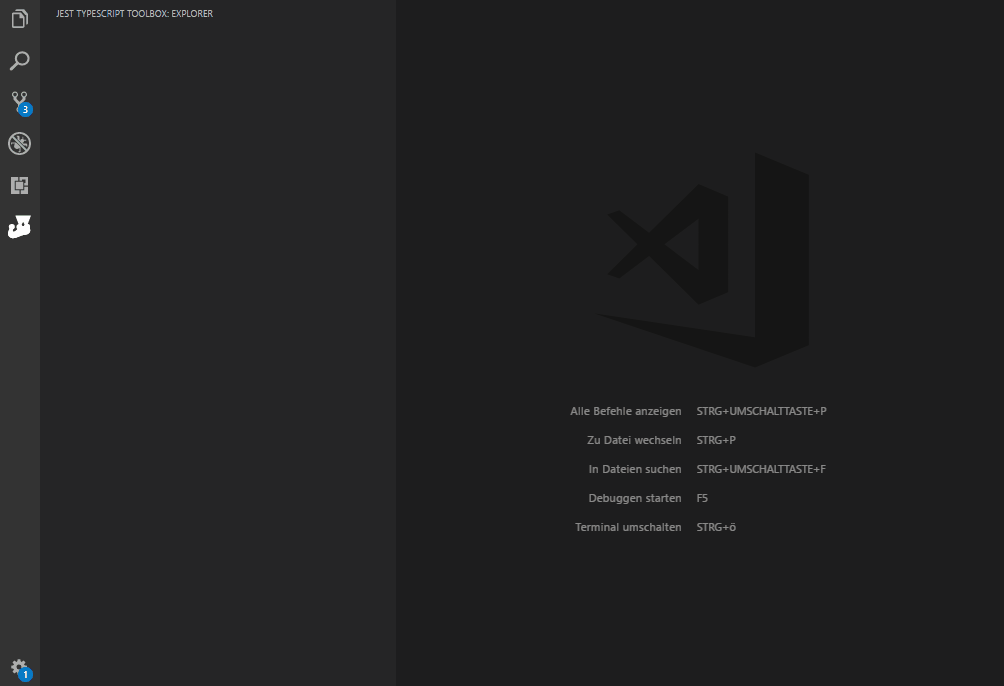 JEST TYPESCRIPT TOOLBOX: EXPLORER
3
Alle Befehle anzeigen STRG+UMSCHALTTASTE+P
Zu Datei wechseln STRG+P
In Dateien suchen STRG+UMSCHALTTASTE+F
Debuggen starten F5
Terminal umschalten STRG+ö
1